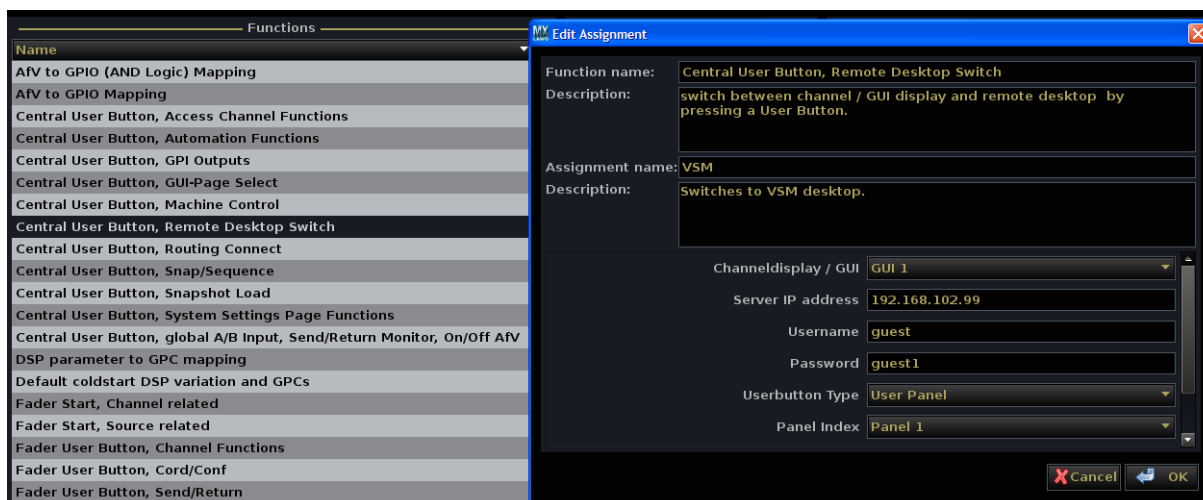 Functions
Name
AfV to GPIO (AND Logic) Mapping
AfV to GPIO Mapping
Central User Button, Access Channel Functions
Central User Button, Automation Functions
Central User Button, GPI Outputs
Central User Button, GUI-Page Select
Central User Button, Machine Control
Central User Button, Remote Desktop Switch
Central User Button, Routing Connect
Central User Button, Snap/Sequence
Central User Button, Snapshot Load
Central User Button, System Settings Page Functions
Central User Button, global A/B Input, Send/Return Monitor, On/Off AfV
DSP parameter to GPC mapping
Default coldstart DSP variation and GPCs
Fader Start, Channel related
Fader Start, Source related
Fader User Button, Channel Functions
Fader User Button, Cord/Conf
Fader User Button, Send/Return
MY LAWO Edit Assignment
Function name: Central User Button, Remote Desktop Switch
Description: switch between channel / GUI display and remote desktop by
pressing a User Button.
Assignment name: VSM
Description: Switches to VSM desktop.
Channeldisplay / GUI GUI 1
Server IP address 192.168.102.99
Username guest
Password guest1
Userbutton Type User Panel
Panel Index Panel 1
Cancel OK